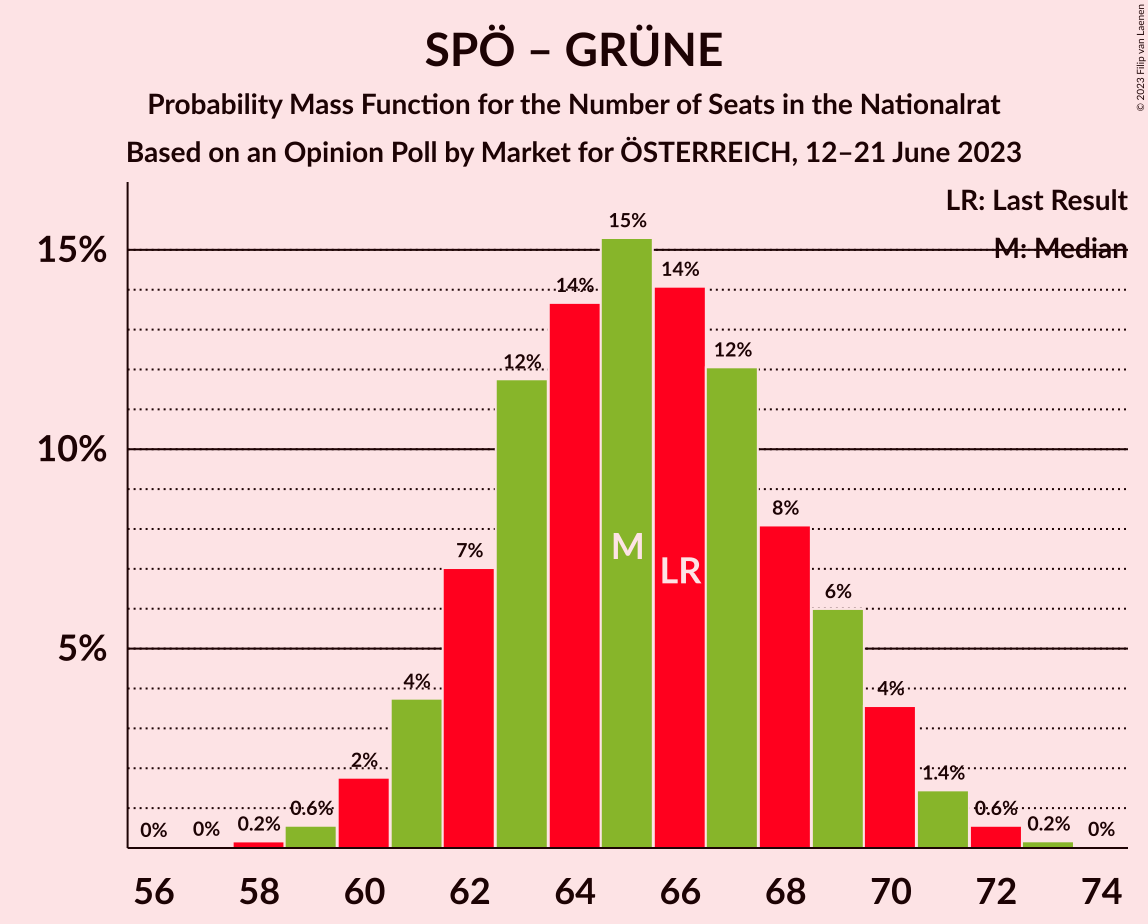 SPÖ – GRÜNE
Probability Mass Function for the Number of Seats in the Nationalrat
Based on an Opinion Poll by Market for ÖSTERREICH, 12–21 June 2023
© 2023 Filip van Laenen
LR: Last Result
M: Median
15%
10%
5%
0%
0%
0.2%
0.6%
2%
4%
7%
12%
14%
15%
14%
12%
8%
6%
4%
1.4%
0.6%
0.2%
0%
M
LR
56 58 60 62 64 66 68 70 72 74